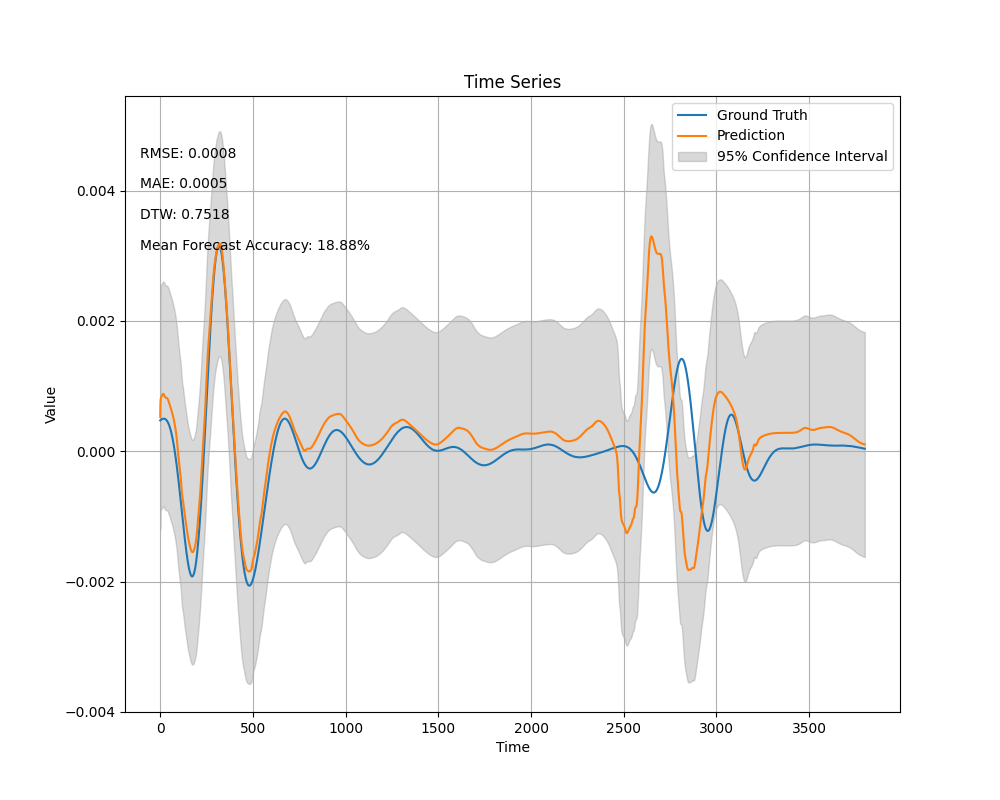 Time Series
Ground Truth
Prediction
95% Confidence Interval
RMSE: 0.0008
MAE: 0.0005
DTW: 0.7518
Mean Forecast Accuracy: 18.88%
0.004
0.002
0.000
−0.002
−0.004
Value
0 500 1000 1500 2000 2500 3000 3500
Time